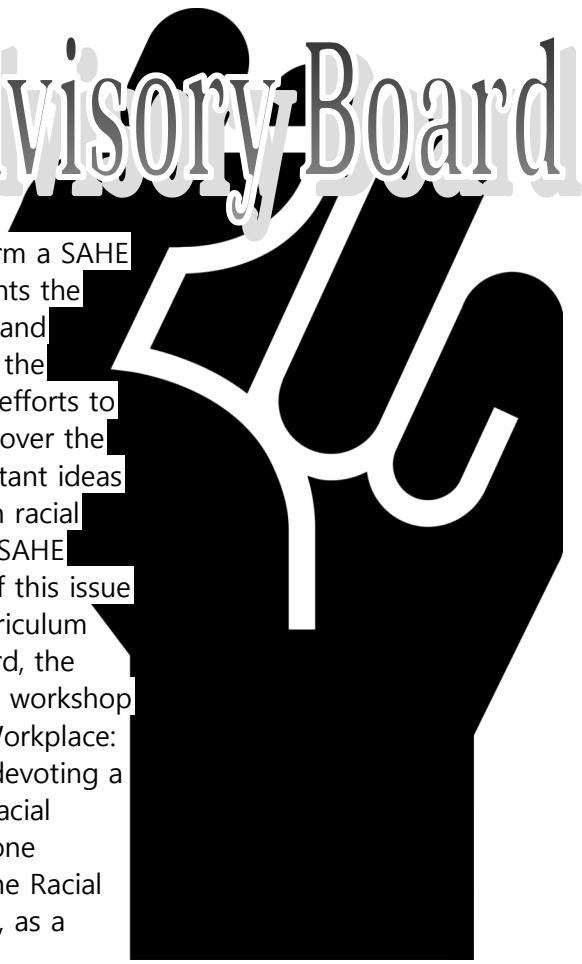 visory Board
rm a SAHE
nts the
and
the
efforts to
over the
tant ideas
n racial
SAHE
f this issue
riculum
rd, the
workshop
Workplace:
devoting a
acial
one
he Racial
, as a